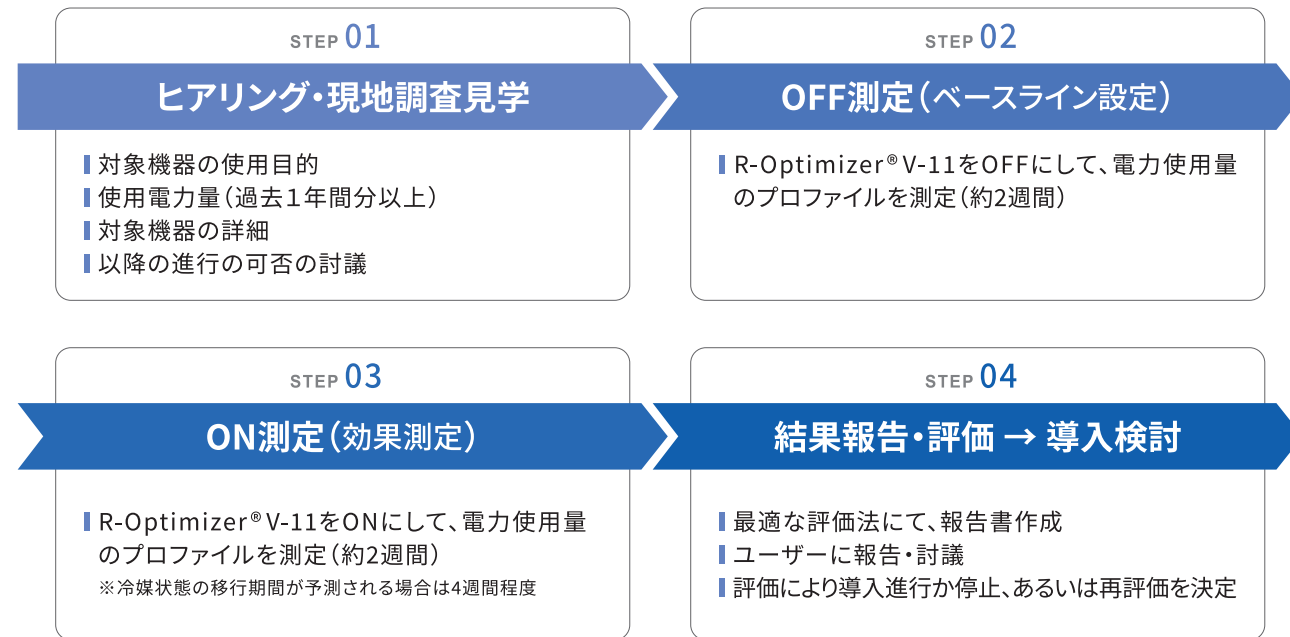 STEP 01
ヒアリング・現地調査見学
対象機器の使用目的
使用電力量（過去１年間分以上）
対象機器の詳細
以降の進行の可否の討議
STEP 02
OFF測定（ベースライン設定）
R-Optimizer®V-11をOFFにして、電力使用量
のプロファイルを測定（約2週間）
STEP 03
ON測定（効果測定）
R-Optimizer®V-11をONにして、電力使用量
のプロファイルを測定（約2週間）
※冷媒状態の移行期間が予測される場合は4週間程度
STEP 04
結果報告・評価 → 導入検討
最適な評価法にて、報告書作成
ユーザーに報告・討議
評価により導入進行か停止、あるいは再評価を決定